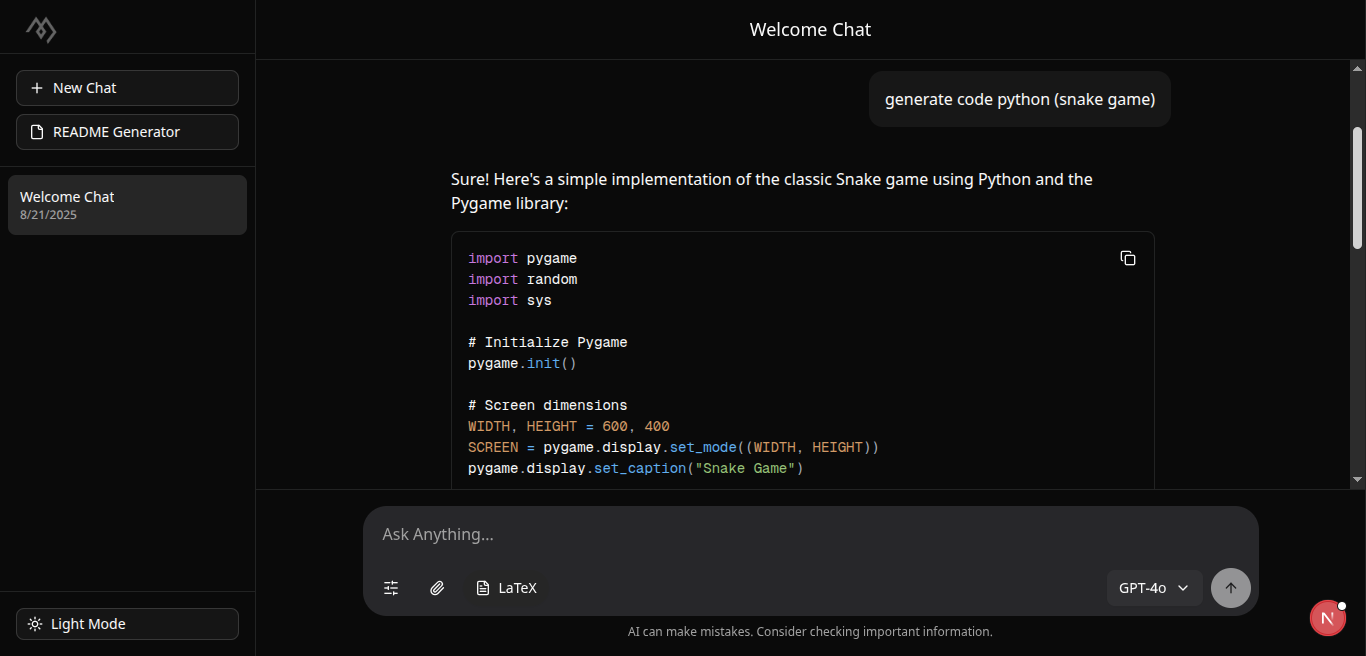 Welcome Chat
New Chat
README Generator
Welcome Chat
8/21/2025
generate code python (snake game)
Sure! Here's a simple implementation of the classic Snake game using Python and the
Pygame library:
import pygame
import random
import sys
# Initialize Pygame
pygame.init()
# Screen dimensions
WIDTH, HEIGHT = 600, 400
SCREEN = pygame.display.set_mode((WIDTH, HEIGHT))
pygame.display.set_caption("Snake Game")
Ask Anything...
LaTeX
GPT-4o
AI can make mistakes. Consider checking important information.
Light Mode
N